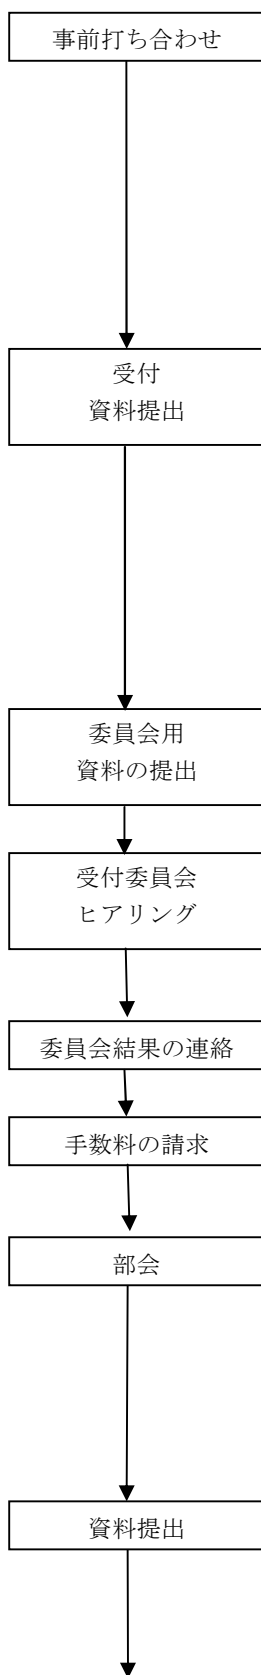 事前打ち合わせ
受付
資料提出
委員会用
資料の提出
受付委員会
ヒアリング
委員会結果の連絡
手数料の請求
部会
資料提出